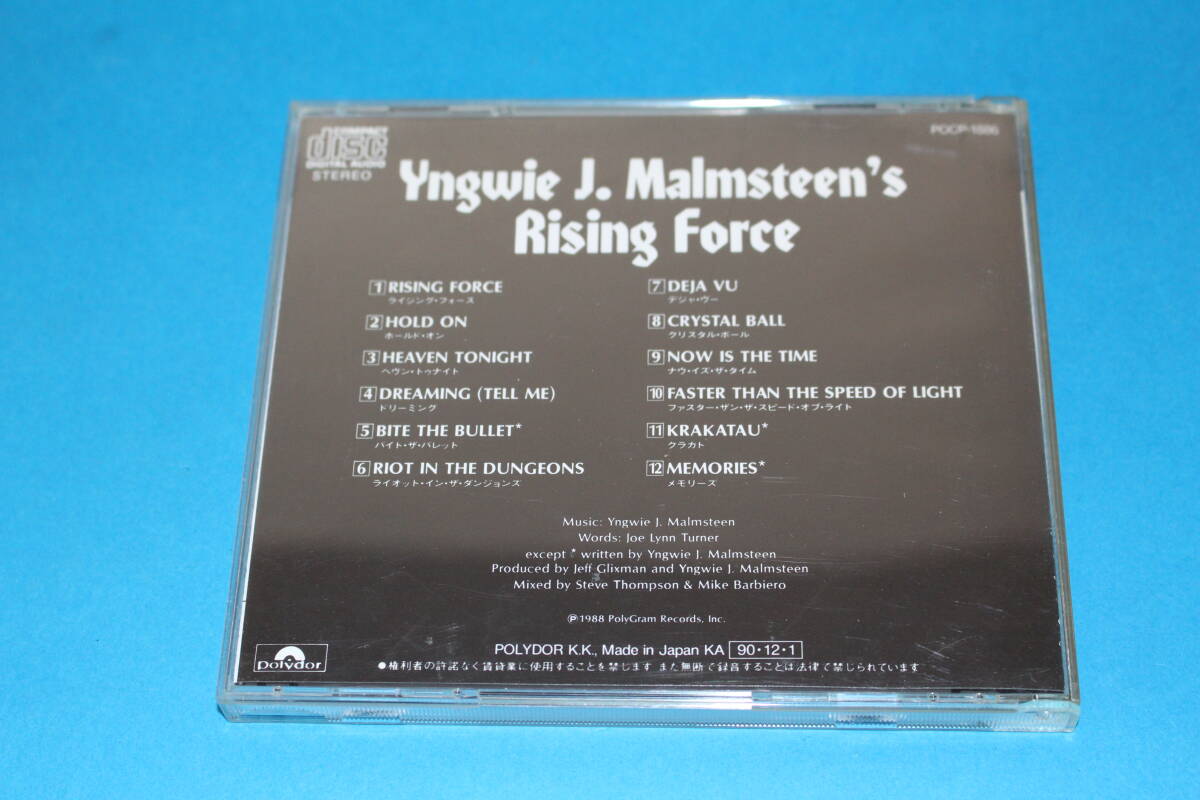 COMPACT
disc
DIGITAL AUDIO
STEREO
Yngwie J. Malmsteen's
Rising Force
1 RISING FORCE
ライジング・フォース
2 HOLD ON
ホールド・オン
3 HEAVEN TONIGHT
ヘヴン・トゥナイト
4 DREAMING (TELL ME)
ドリーミング
5 BITE THE BULLET*
バイト・ザ・バレット
6 RIOT IN THE DUNGEONS
ライオット・イン・ザ・ダンジョンズ
7 DEJA VU
デジャ・ヴー
8 CRYSTAL BALL
クリスタル・ボール
9 NOW IS THE TIME
ナウ・イズ・ザ・タイム
10 FASTER THAN THE SPEED OF LIGHT
ファスター・ザン・ザ・スピード・オブ・ライト
11 KRAKATAU*
クラカト
12 MEMORIES*
メモリーズ
Music: Yngwie J. Malmsteen
Words: Joe Lynn Turner
except * written by Yngwie J. Malmsteen
Produced by Jeff Glixman and Yngwie J. Malmsteen
Mixed by Steve Thompson & Mike Barbiero
Ⓟ1988 PolyGram Records, Inc.
POLYDOR K.K., Made in Japan KA 90・12・1
polydor
●権利者の許諾なく賃貸業に使用することを禁じます また無断で録音することは法律で禁じられています